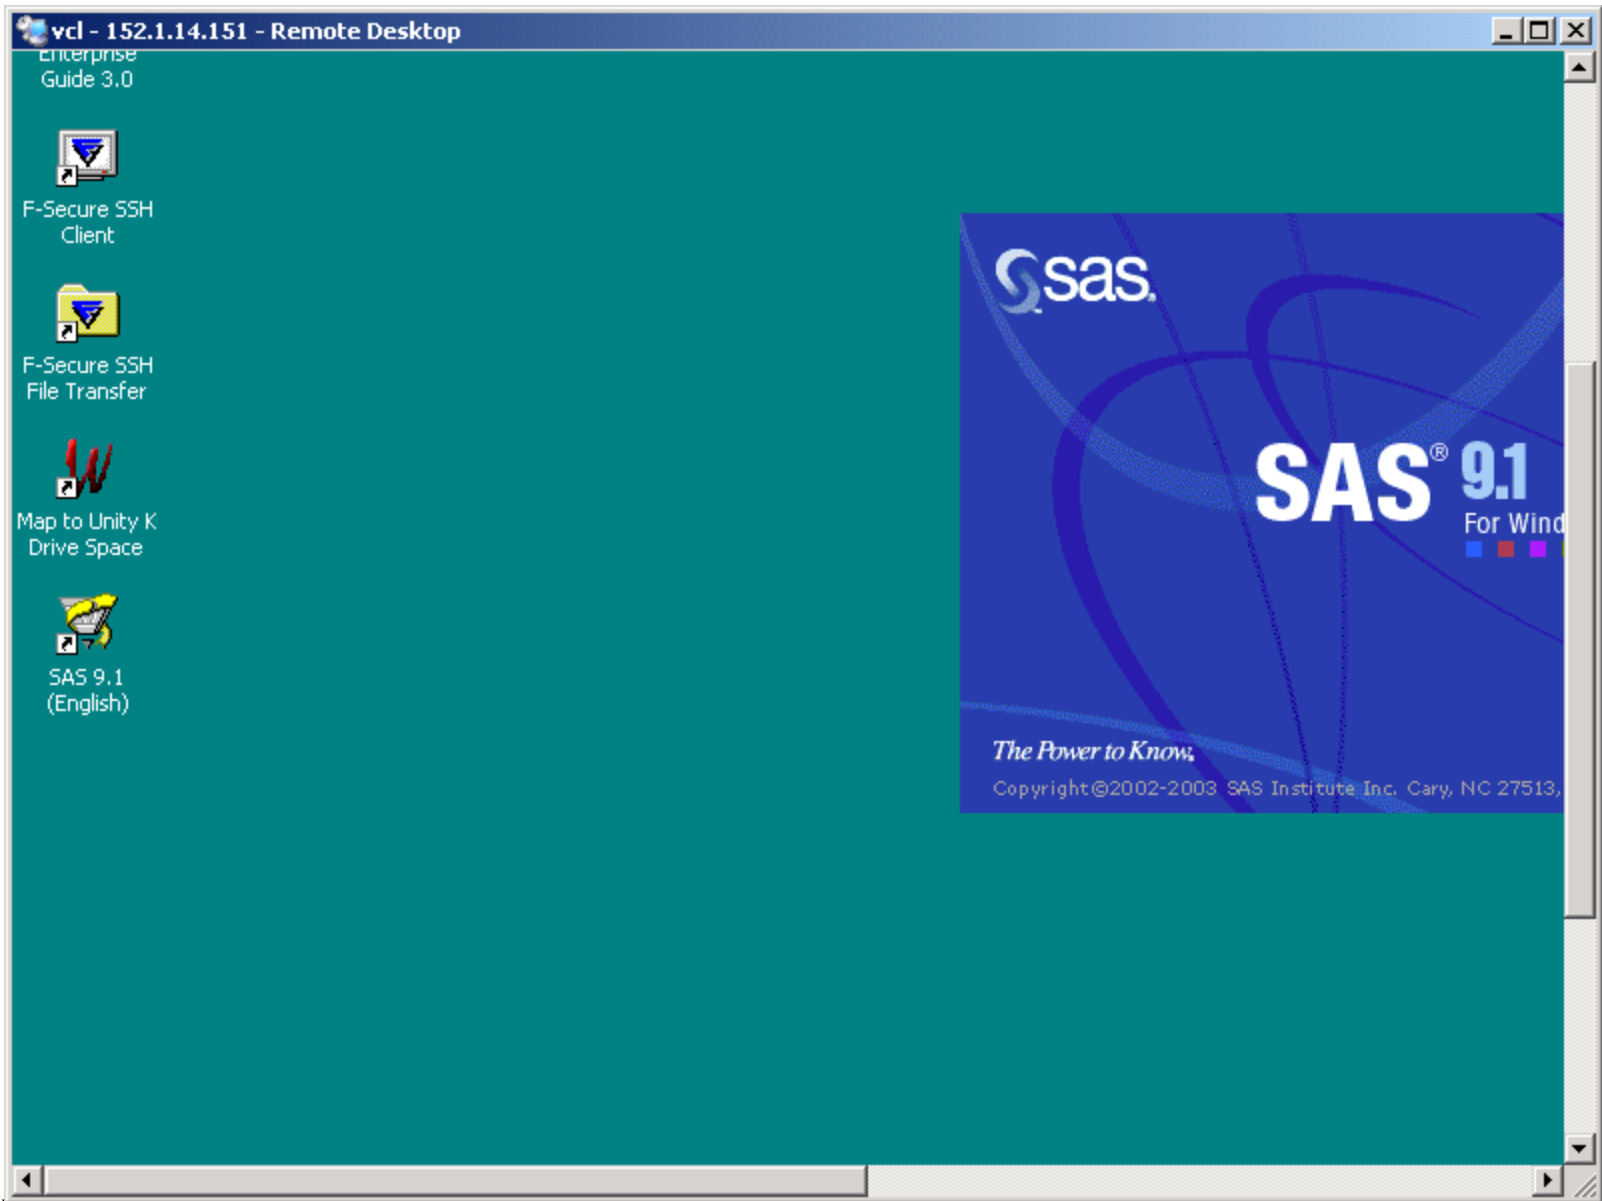 vcl - 152.1.14.151 - Remote Desktop
Enterprise
Guide 3.0
F-Secure SSH
Client
F-Secure SSH
File Transfer
Map to Unity K
Drive Space
SAS 9.1
(English)
sas.
SAS® 9.1
For Wind
The Power to Know.
Copyright©2002-2003 SAS Institute Inc. Cary, NC 27513,